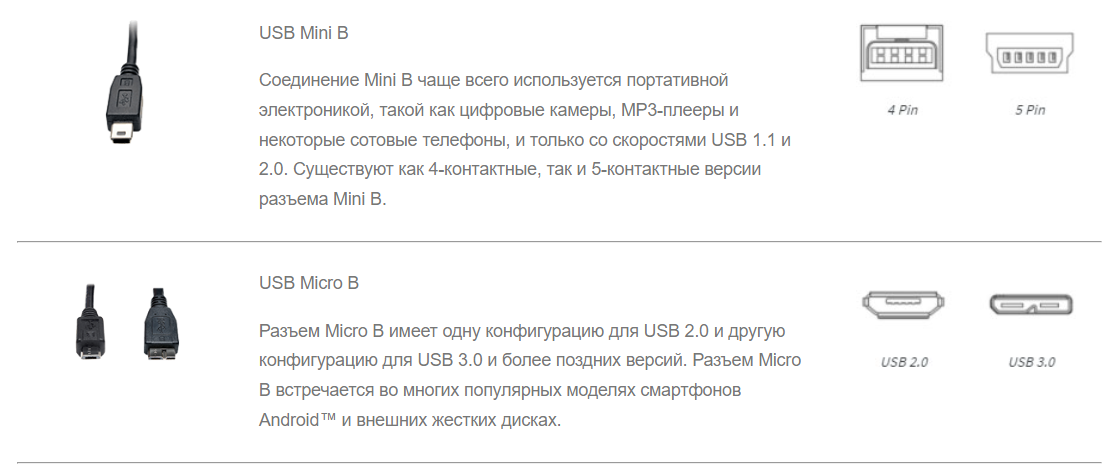 USB Mini B
Соединение Mini B чаще всего используется портативной
электроникой, такой как цифровые камеры, MP3-плееры и
некоторые сотовые телефоны, и только со скоростями USB 1.1 и
2.0. Существуют как 4-контактные, так и 5-контактные версии
разъема Mini B.
4 Pin
5 Pin
USB Micro B
Разъем Micro B имеет одну конфигурацию для USB 2.0 и другую
конфигурацию для USB 3.0 и более поздних версий. Разъем Micro
B встречается во многих популярных моделях смартфонов
Android™ и внешних жестких дисках.
USB 2.0
USB 3.0